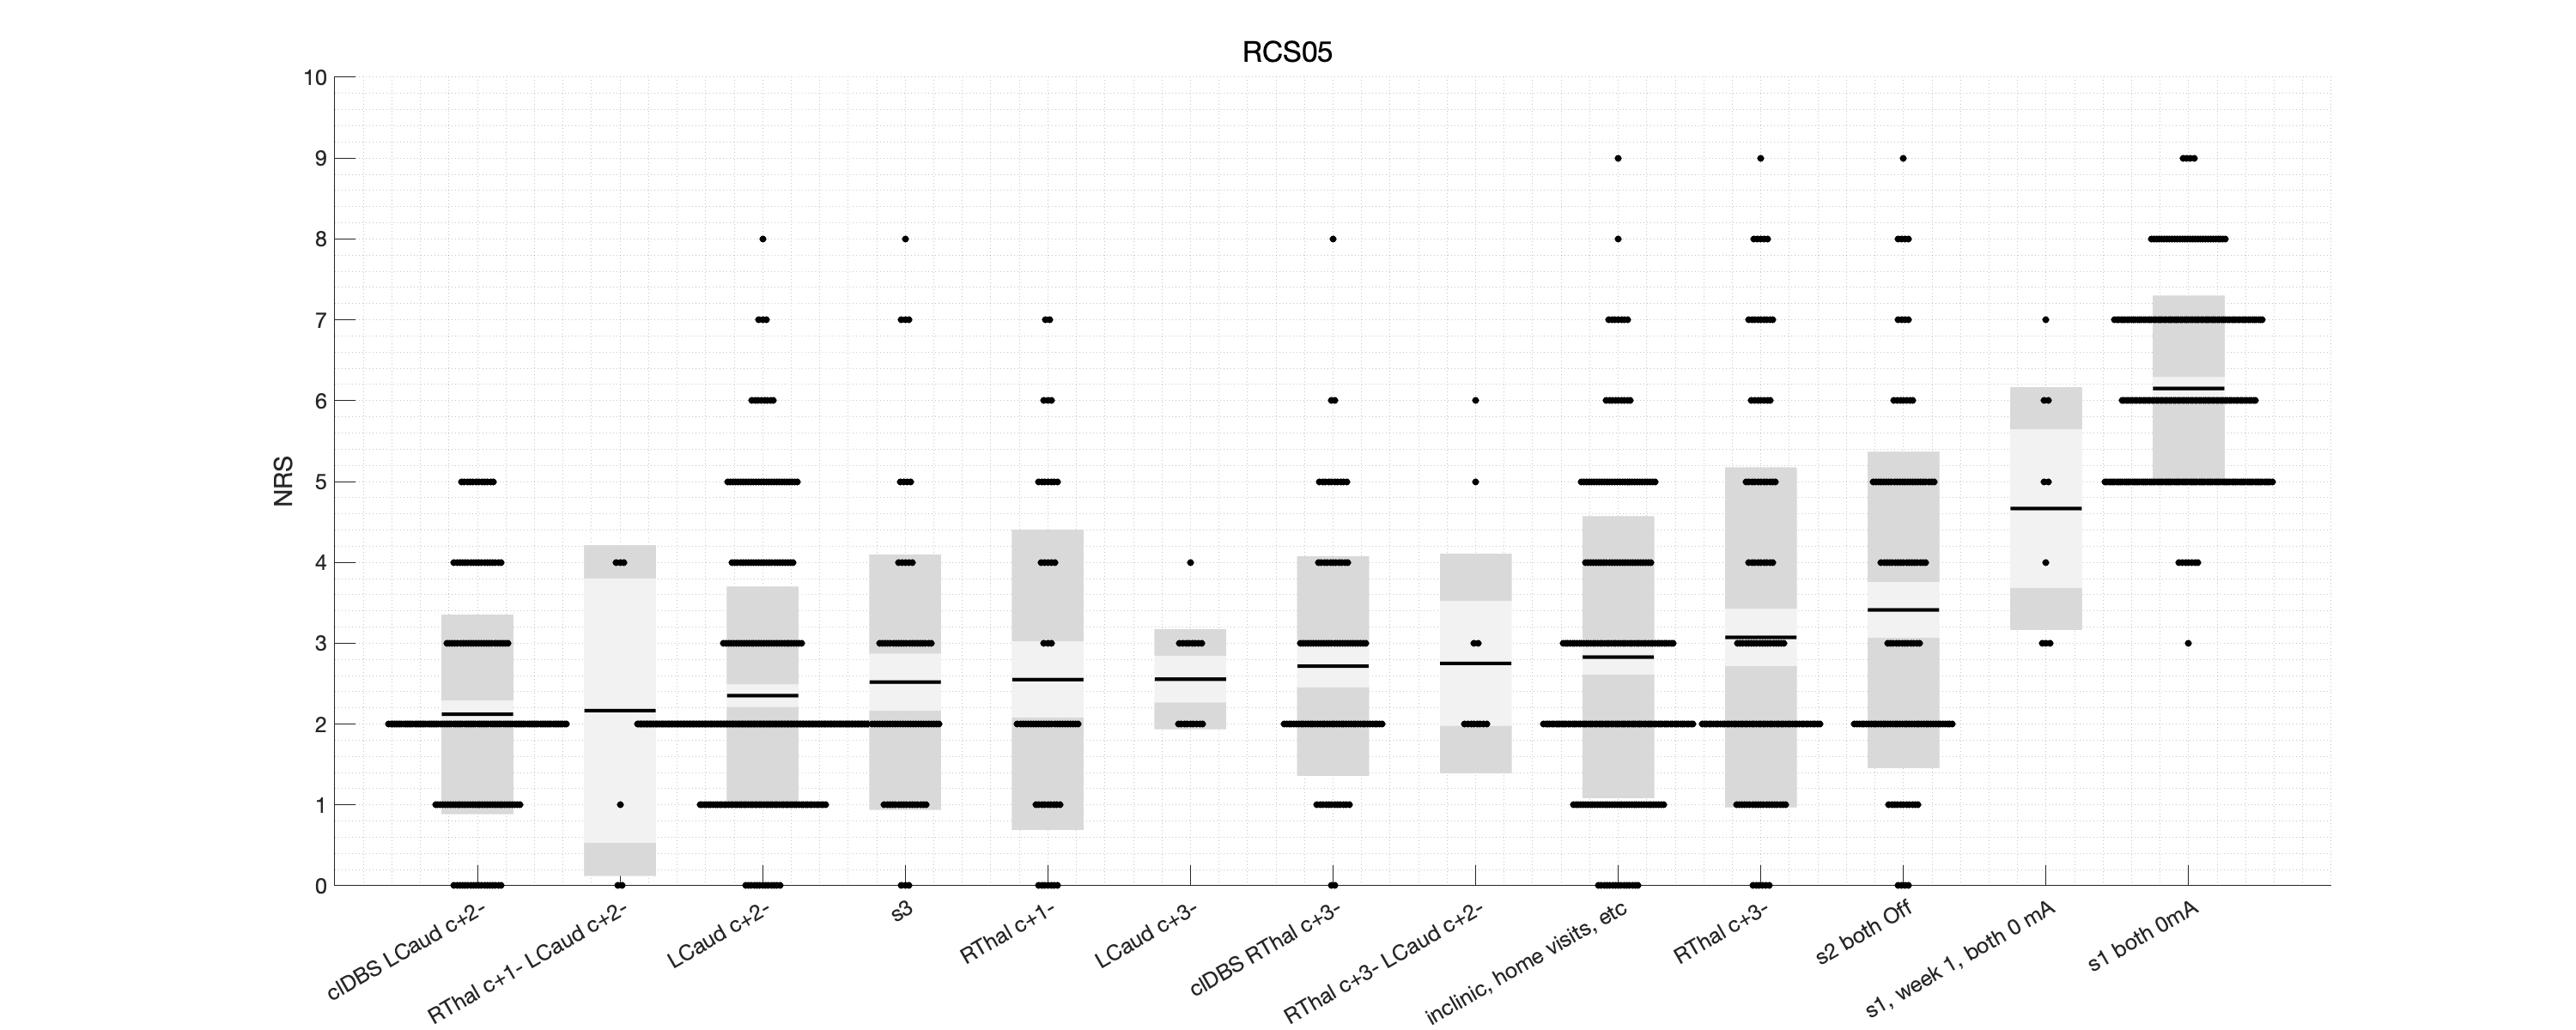 RCS05
NRS
10
9
8
7
6
5
4
3
2
1
0
clDBS LCaud c+2-
RThal c+1- LCaud c+2-
LCaud c+2-
s3
RThal c+1-
LCaud c+3-
clDBS RThal c+3-
RThal c+3- LCaud c+2-
inclinic, home visits, etc
RThal c+3-
s2 both Off
s1, week 1, both 0 mA
s1 both 0mA